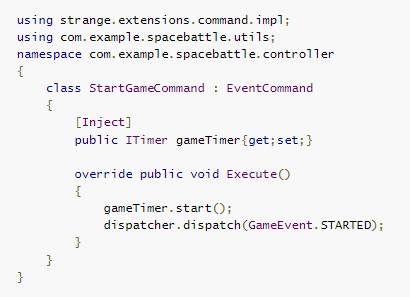 using strange.extensions.command.impl;
using com.example.spacebattle.utils;
namespace com.example.spacebattle.controller
{
    class StartGameCommand : EventCommand
    {
        [Inject]
        public ITimer gameTimer{get;set;}

        override public void Execute()
        {
            gameTimer.start();
            dispatcher.dispatch(GameEvent.STARTED);
        }
    }
}